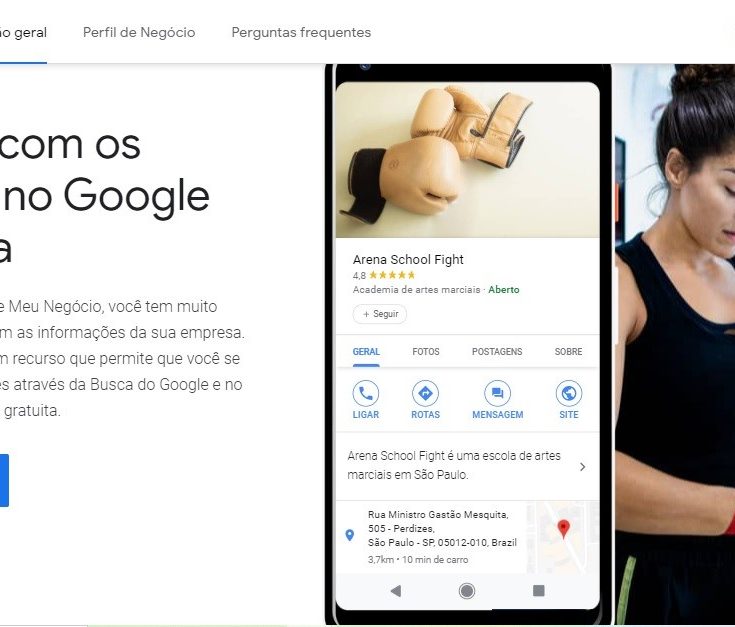 o geral
Perfil de Negócio
Perguntas frequentes
com os
no Google
a
e Meu Negócio, você tem muito
m as informações da sua empresa.
m recurso que permite que você se
es através da Busca do Google e no
gratuita.
Arena School Fight
4,8
Academia de artes marciais · Aberto
+ Seguir
GERAL
FOTOS
POSTAGENS
SOBRE
LIGAR
ROTAS
MENSAGEM
SITE
Arena School Fight é uma escola de artes
marciais em São Paulo.
Rua Ministro Gastão Mesquita,
505 - Perdizes,
São Paulo - SP, 05012-010, Brazil
3,7km • 10 min de carro